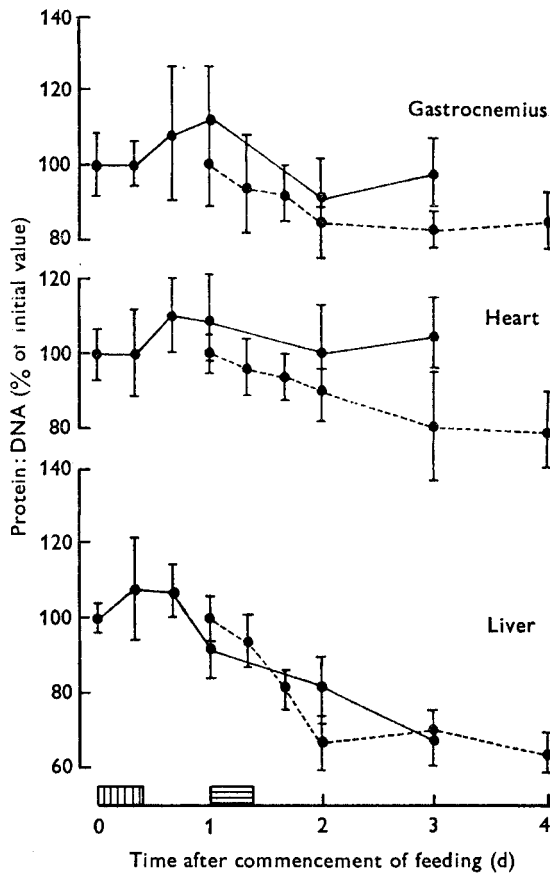 140
120
100
80
Gastrocnemius
120
100
80
Heart
140
120
100
80
60
Liver
Protein:DNA (% of initial value)
0 1 2 3 4
Time after commencement of feeding (d)